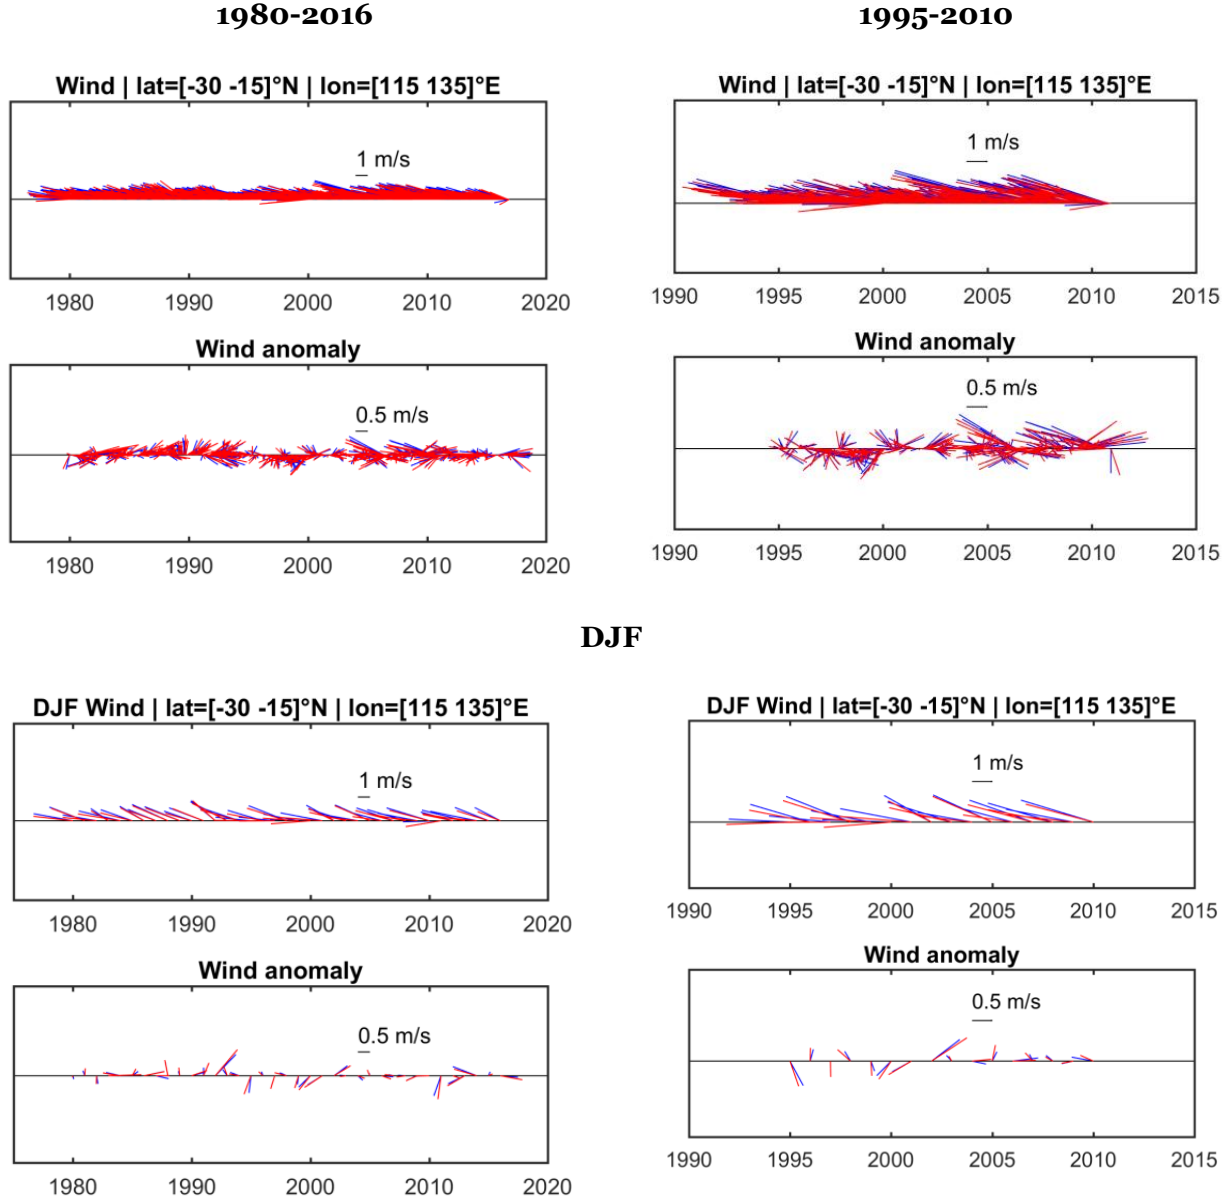 1980-2016
1995-2010
Wind | lat=[-30 -15]°N | lon=[115 135]°E
1 m/s
1980 1990 2000 2010 2020
Wind | lat=[-30 -15]°N | lon=[115 135]°E
1 m/s
1990 1995 2000 2005 2010 2015
Wind anomaly
0.5 m/s
1980 1990 2000 2010 2020
Wind anomaly
0.5 m/s
1990 1995 2000 2005 2010 2015
DJF
DJF Wind | lat=[-30 -15]°N | lon=[115 135]°E
1 m/s
1980 1990 2000 2010 2020
DJF Wind | lat=[-30 -15]°N | lon=[115 135]°E
1 m/s
1990 1995 2000 2005 2010 2015
Wind anomaly
0.5 m/s
1980 1990 2000 2010 2020
Wind anomaly
0.5 m/s
1990 1995 2000 2005 2010 2015